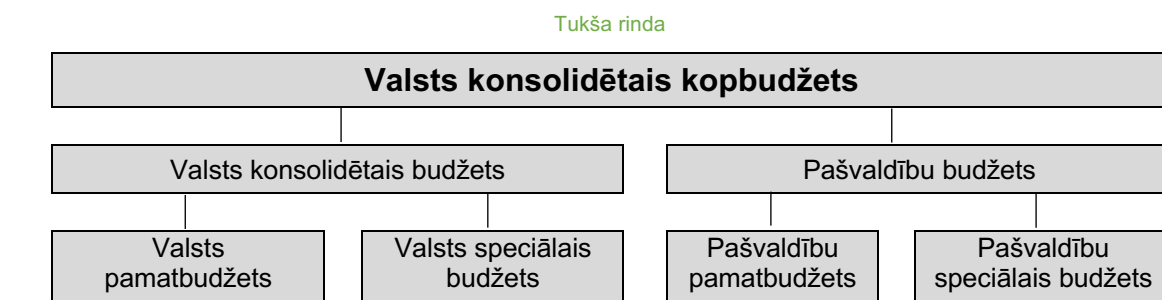 Tukša rinda
Valsts konsolidētais kopbudžets
Valsts konsolidētais budžets
Pašvaldību budžets
Valsts
pamatbudžets
Valsts speciālais
budžets
Pašvaldību
pamatbudžets
Pašvaldību
speciālais budžets